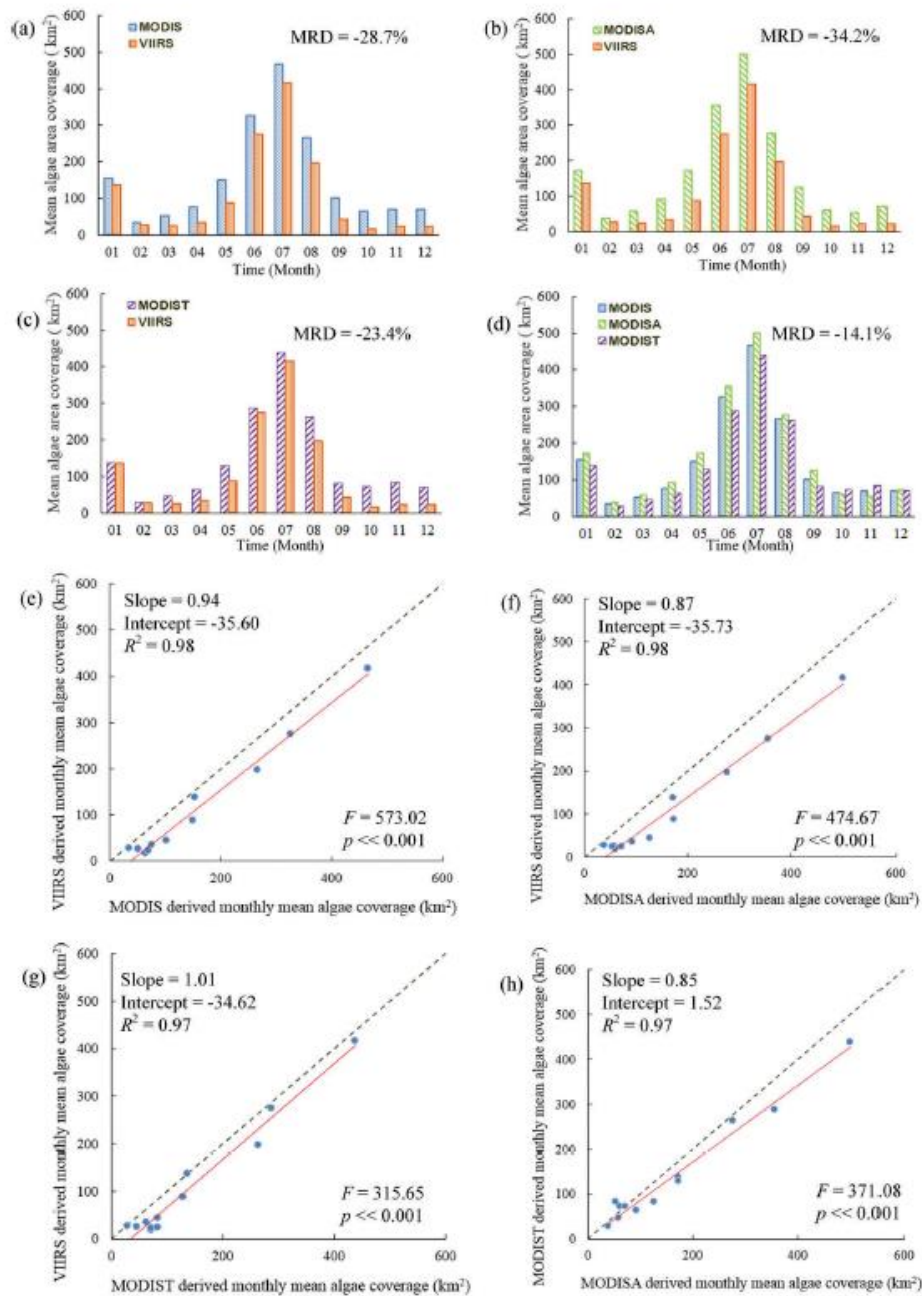 (a)
MODIS
VIIRS
MRD = -28.7%
Mean algae area coverage ( km²)
600
500
400
300
200
100
0
01 02 03 04 05 06 07 08 09 10 11 12
Time (Month)
(b)
MODISA
VIIRS
MRD = -34.2%
Mean algae area coverage ( km²)
600
500
400
300
200
100
0
01 02 03 04 05 06 07 08 09 10 11 12
Time (Month)
(c)
MODIST
VIIRS
MRD = -23.4%
Mean algae area coverage ( km²)
600
500
400
300
200
100
0
01 02 03 04 05 06 07 08 09 10 11 12
Time (Month)
(d)
MODIS
MODISA
MODIST
MRD = -14.1%
Mean algae area coverage ( km²)
600
500
400
300
200
100
0
01 02 03 04 05 06 07 08 09 10 11 12
Time (Month)
(e)
Slope = 0.94
Intercept = -35.60
R² = 0.98
F = 573.02
p << 0.001
VIIRS derived monthly mean algae coverage (km²)
600
500
400
300
200
100
0
0 200 400 600
MODIS derived monthly mean algae coverage (km²)
(f)
Slope = 0.87
Intercept = -35.73
R² = 0.98
F = 474.67
p << 0.001
VIIRS derived monthly mean algae coverage (km²)
600
500
400
300
200
100
0
0 200 400 600
MODISA derived monthly mean algae coverage (km²)
(g)
Slope = 1.01
Intercept = -34.62
R² = 0.97
F = 315.65
p << 0.001
VIIRS derived monthly mean algae coverage (km²)
600
500
400
300
200
100
0
0 200 400 600
MODIST derived monthly mean algae coverage (km²)
(h)
Slope = 0.85
Intercept = 1.52
R² = 0.97
F = 371.08
p << 0.001
MODIST derived monthly mean algae coverage (km²)
600
500
400
300
200
100
0
0 200 400 600
MODISA derived monthly mean algae coverage (km²)